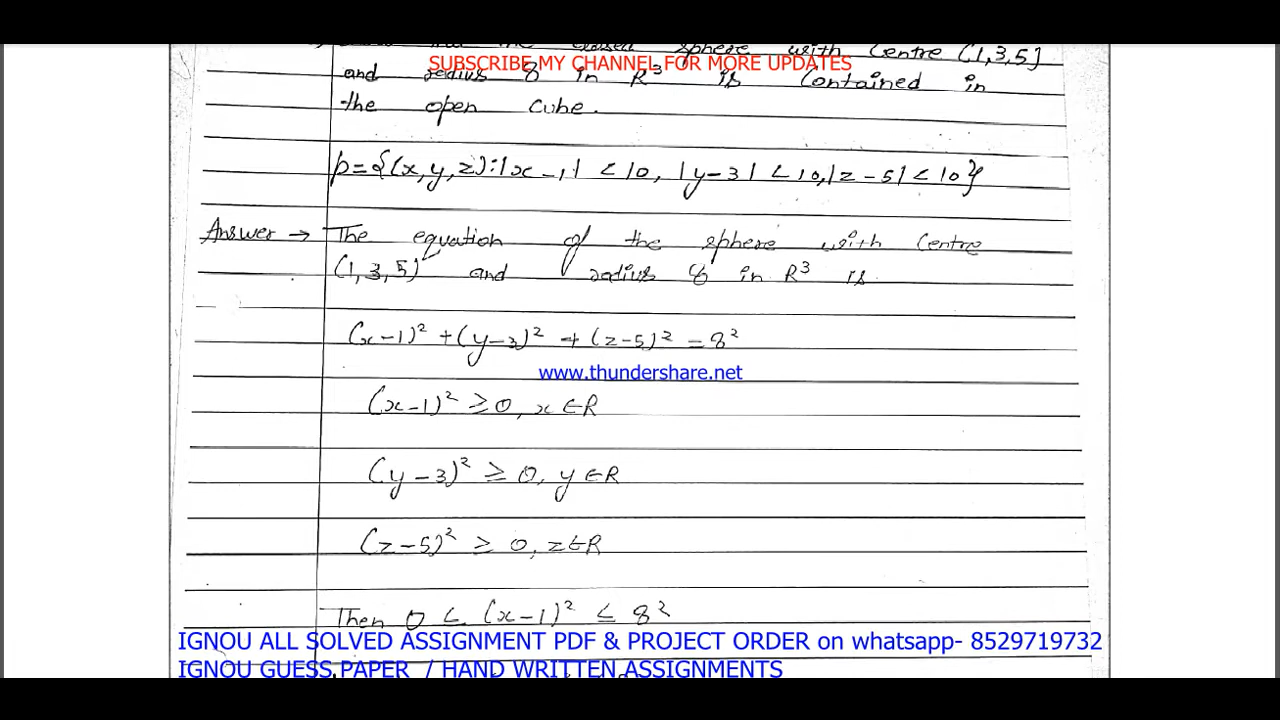 the closed sphere with Centre (1,3,5]
SUBSCRIBE MY CHANNEL FOR MORE UPDATES
and radius 8 in R³ is Contained in
the open Cube.
p={(x,y,z):|x-1| <10, |y-3| <10,|z-5| <10}
Answer → The equation of the sphere with Centre
(1,3,5) and radius 8 in R³ is
(x-1)² +(y-3)² + (z-5)² = 8²
www.thundershare.net
(x-1)² ≥0, x ∈R
(y-3)² ≥ 0, y ∈R
(z-5)² ≥ 0, z∈R
Then 0 ≤ (x-1)² ≤ 8²
IGNOU ALL SOLVED ASSIGNMENT PDF & PROJECT ORDER on whatsapp- 8529719732
IGNOU GUESS PAPER / HAND WRITTEN ASSIGNMENTS